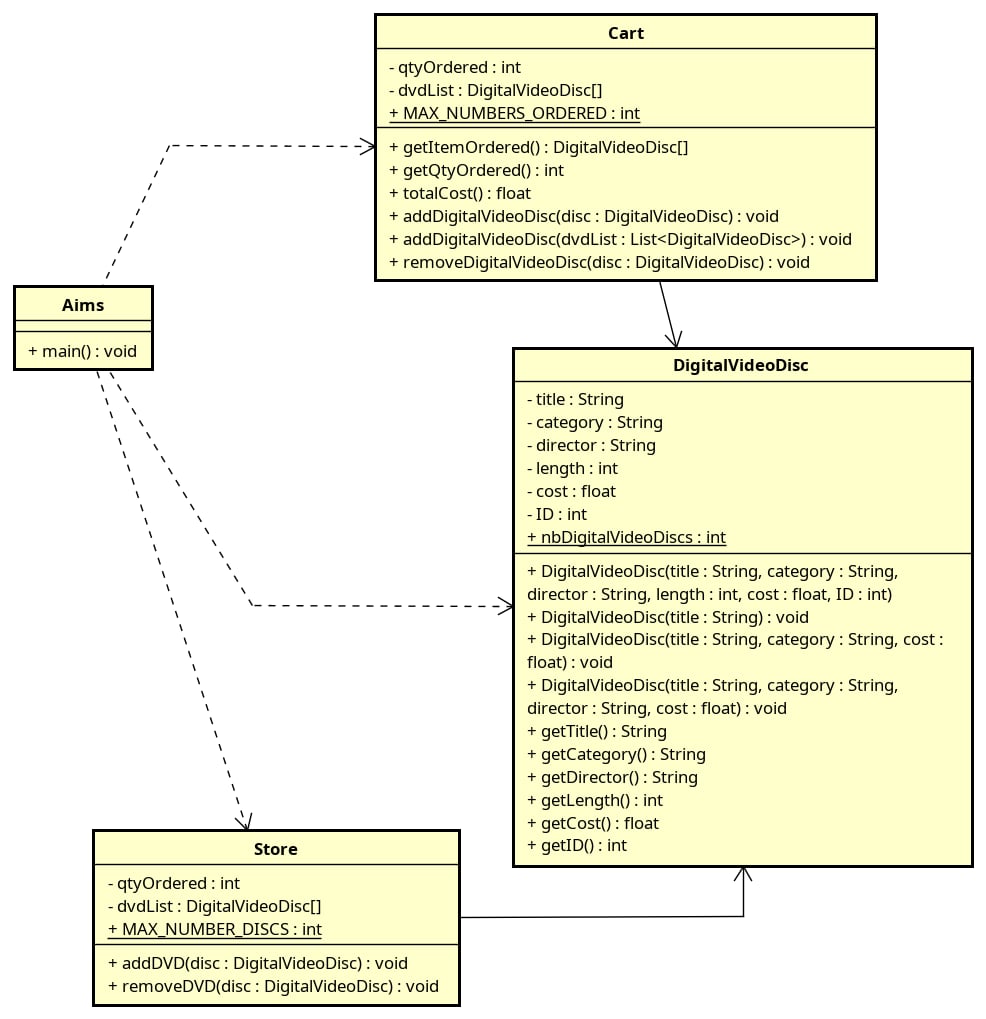 Cart
- qtyOrdered : int
- dvdList : DigitalVideoDisc[]
+ MAX_NUMBERS_ORDERED : int
+ getItemOrdered() : DigitalVideoDisc[]
+ getQtyOrdered() : int
+ totalCost() : float
+ addDigitalVideoDisc(disc : DigitalVideoDisc) : void
+ addDigitalVideoDisc(dvdList : List<DigitalVideoDisc>) : void
+ removeDigitalVideoDisc(disc : DigitalVideoDisc) : void
Aims
+ main() : void
DigitalVideoDisc
- title : String
- category : String
- director : String
- length : int
- cost : float
- ID : int
+ nbDigitalVideoDiscs : int
+ DigitalVideoDisc(title : String, category : String,
director : String, length : int, cost : float, ID : int)
+ DigitalVideoDisc(title : String) : void
+ DigitalVideoDisc(title : String, category : String, cost :
float) : void
+ DigitalVideoDisc(title : String, category : String,
director : String, cost : float) : void
+ getTitle() : String
+ getCategory() : String
+ getDirector() : String
+ getLength() : int
+ getCost() : float
+ getID() : int
Store
- qtyOrdered : int
- dvdList : DigitalVideoDisc[]
+ MAX_NUMBER_DISCS : int
+ addDVD(disc : DigitalVideoDisc) : void
+ removeDVD(disc : DigitalVideoDisc) : void